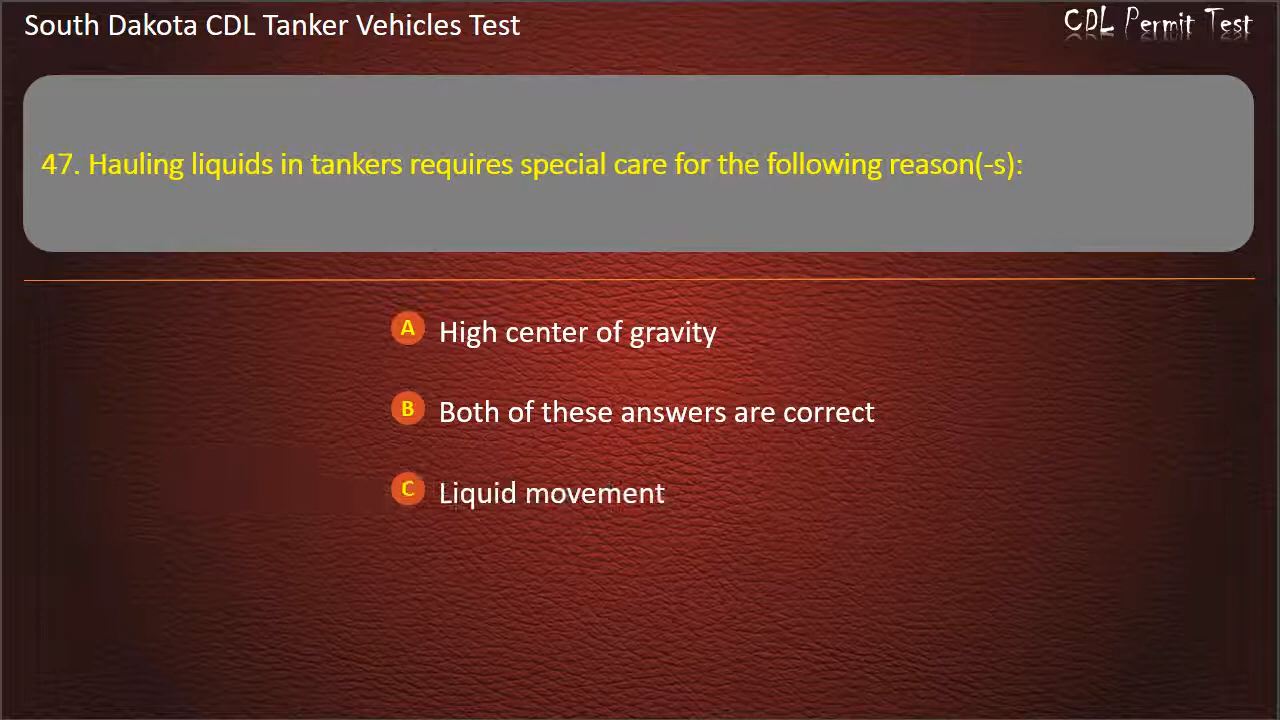 South Dakota CDL Tanker Vehicles Test
CDL Permit Test
47. Hauling liquids in tankers requires special care for the following reason(-s):
A High center of gravity
B Both of these answers are correct
C Liquid movement